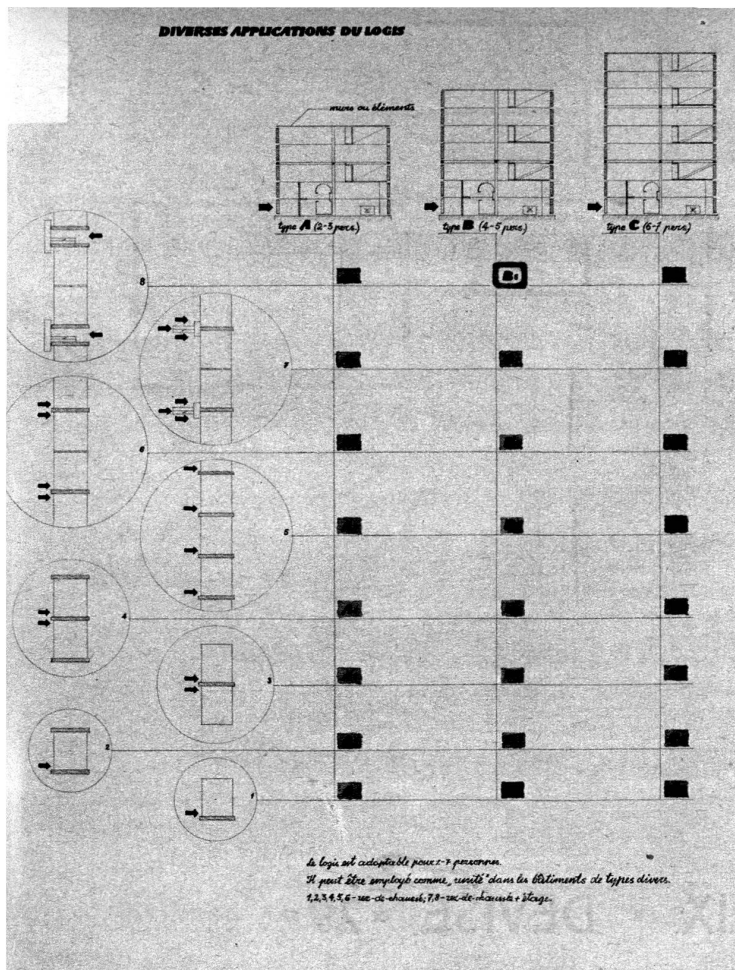 DIVERSES APPLICATIONS DU LOGIS
murs ou éléments
type A (2-3 pers.)
type B (4-5 pers.)
type C (6-7 pers.)
8
B8
7
6
5
4
3
2
1
Le logis est adaptable pour 2-7 personnes.
Il peut être employé comme „unité" dans les bâtiments de types divers.
1,2,3,4,5,6 - rez-de-chaussée; 7,8 - rez-de-chaussée + étage.